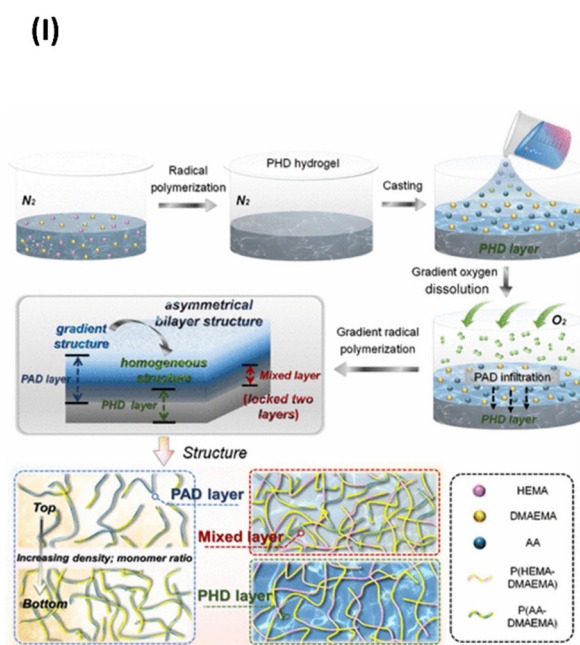 (I)
Radical
polymerization
PHD hydrogel
Casting
N2
N2
PHD layer
Gradient oxygen
dissolution
O2
Gradient radical
polymerization
PAD infiltration
PHD layer
asymmetrical
bilayer structure
gradient
structure
homogeneous
structure
PAD layer
PHD layer
Mixed layer
(locked two
layers)
Structure
Top
Increasing density; monomer ratio
Bottom
PAD layer
Mixed layer
PHD layer
HEMA
DMAEMA
AA
P(HEMA-
DMAEMA)
P(AA-
DMAEMA)